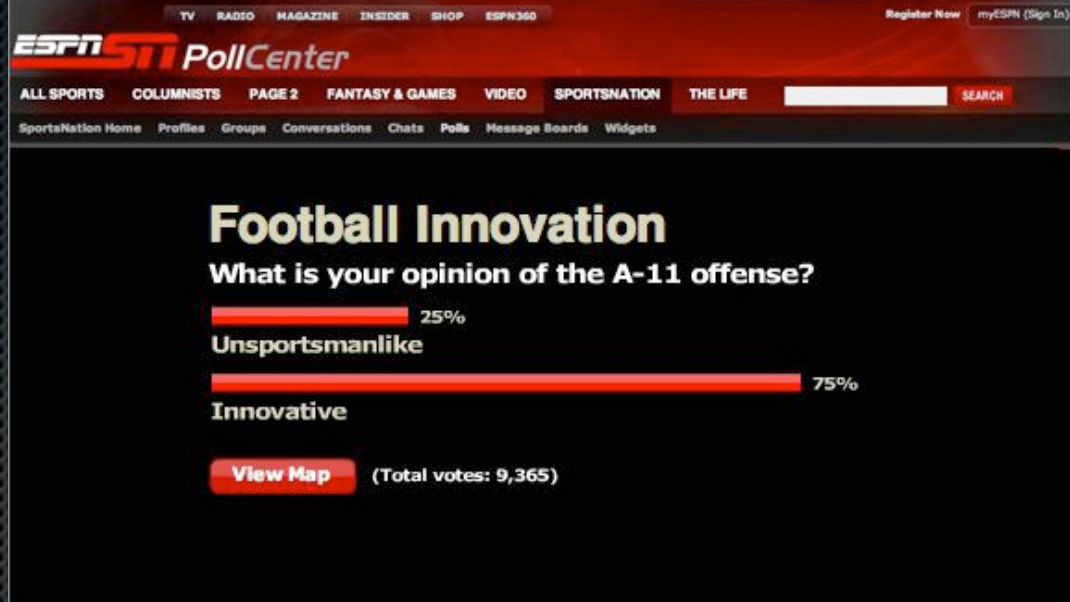 TV RADIO MAGAZINE INSIDER SHOP ESPN360 Register Now myESPN (Sign In)
ESPN SN PollCenter
ALL SPORTS COLUMNISTS PAGE 2 FANTASY & GAMES VIDEO SPORTSNATION THE LIFE SEARCH
SportsNation Home Profiles Groups Conversations Chats Polls Message Boards Widgets
Football Innovation
What is your opinion of the A-11 offense?
25%
Unsportsmanlike
75%
Innovative
View Map (Total votes: 9,365)